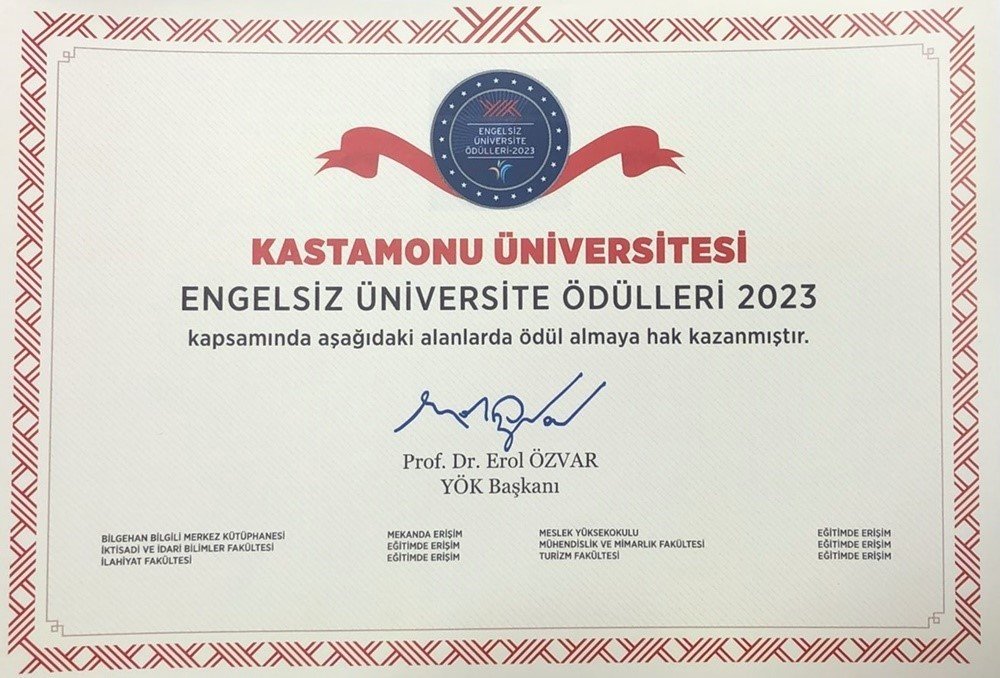 YÖK
ENGELSİZ
ÜNİVERSİTE
ÖDÜLLERİ-2023
KASTAMONU ÜNİVERSİTESİ
ENGELSİZ ÜNİVERSİTE ÖDÜLLERİ 2023
kapsamında aşağıdaki alanlarda ödül almaya hak kazanmıştır.
Prof. Dr. Erol ÖZVAR
YÖK Başkanı
BİLGEHAN BİLGİLİ MERKEZ KÜTÜPHANESİ MEKANDA ERİŞİM
İKTİSADİ VE İDARİ BİLİMLER FAKÜLTESİ EĞİTİMDE ERİŞİM
İLAHİYAT FAKÜLTESİ EĞİTİMDE ERİŞİM
MESLEK YÜKSEKOKULU EĞİTİMDE ERİŞİM
MÜHENDİSLİK VE MİMARLIK FAKÜLTESİ EĞİTİMDE ERİŞİM
TURİZM FAKÜLTESİ EĞİTİMDE ERİŞİM